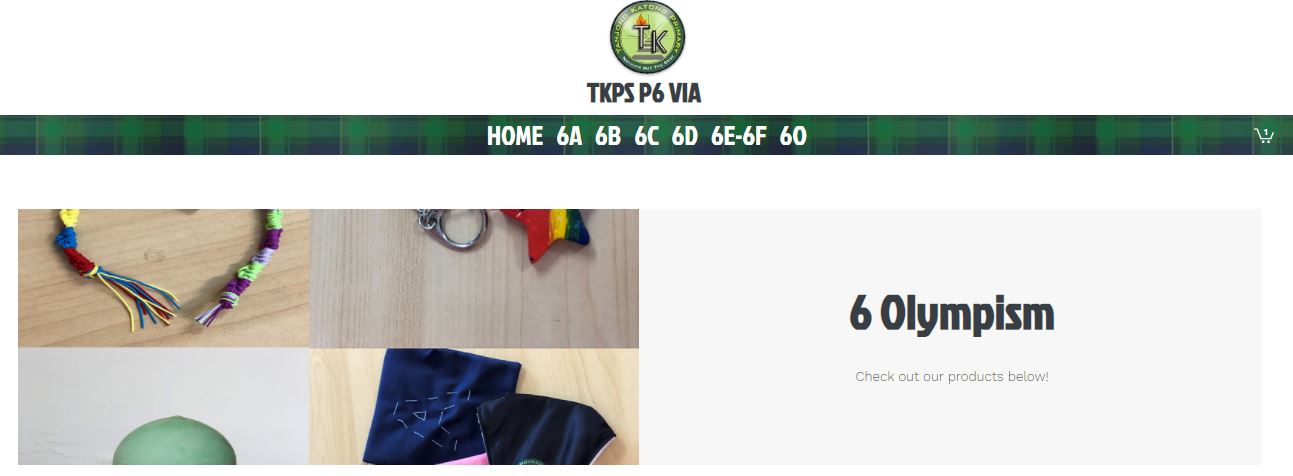 TANJONG KATONG PRIMARY
TK
NOTHING BUT THE BEST
TKPS P6 VIA
HOME 6A 6B 6C 6D 6E-6F 6O
1
6 Olympism
Check out our products below!